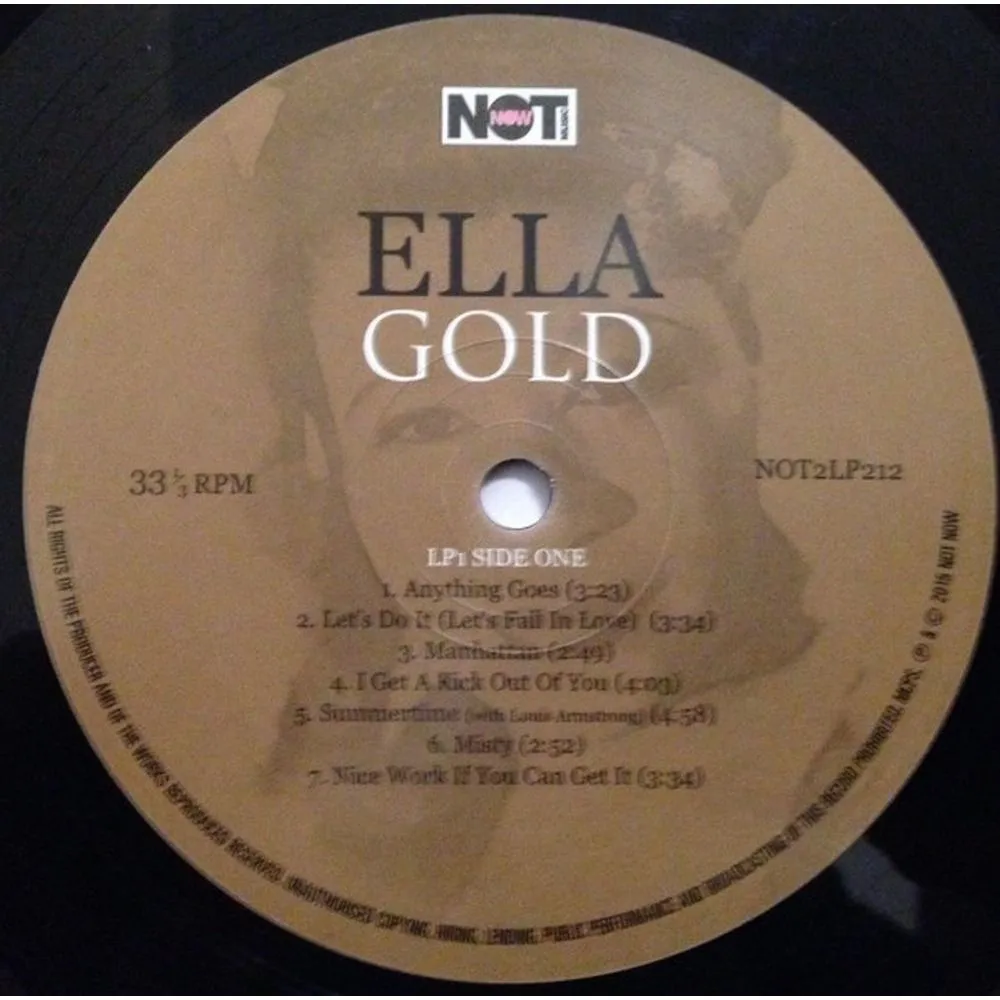 NOT NOW MUSIC
ELLA
GOLD
33 1/3 RPM
NOT2LP212
LP1 SIDE ONE
1. Anything Goes (3:23)
2. Let's Do It (Let's Fall In Love) (3:34)
3. Manhattan (2:49)
4. I Get A Kick Out Of You (4:03)
5. Summertime (with Louis Armstrong) (4:58)
6. Misty (2:52)
7. Nice Work If You Can Get It (3:34)
ALL RIGHTS OF THE PRODUCER AND OF THE WORKS REPRODUCED RESERVED. UNAUTHORISED COPYING, HIRING, LENDING, PUBLIC PERFORMANCE AND BROADCASTING OF THIS RECORD PROHIBITED. MCPS. ℗ & © 2015 NOT NOW